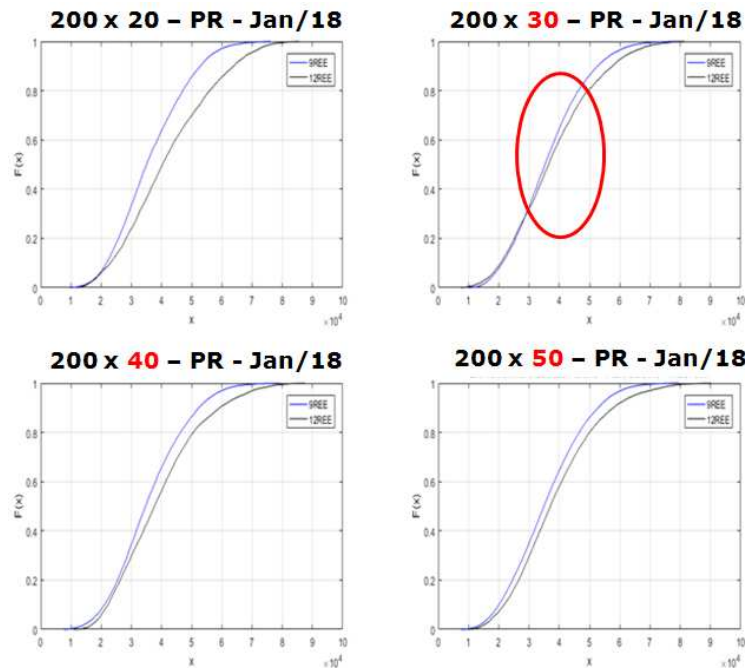 200 x 20 – PR - Jan/18
1
0.8
0.6
0.4
0.2
0
F(x)
9REE
12REE
0 1 2 3 4 5 6 7 8 9 10
x
×10⁴
200 x 30 – PR - Jan/18
1
0.8
0.6
0.4
0.2
0
F(x)
9REE
12REE
0 1 2 3 4 5 6 7 8 9 10
x
×10⁴
200 x 40 – PR - Jan/18
1
0.8
0.6
0.4
0.2
0
F(x)
9REE
12REE
0 1 2 3 4 5 6 7 8 9 10
x
×10⁴
200 x 50 – PR - Jan/18
1
0.8
0.6
0.4
0.2
0
F(x)
9REE
12REE
0 1 2 3 4 5 6 7 8 9 10
x
×10⁴